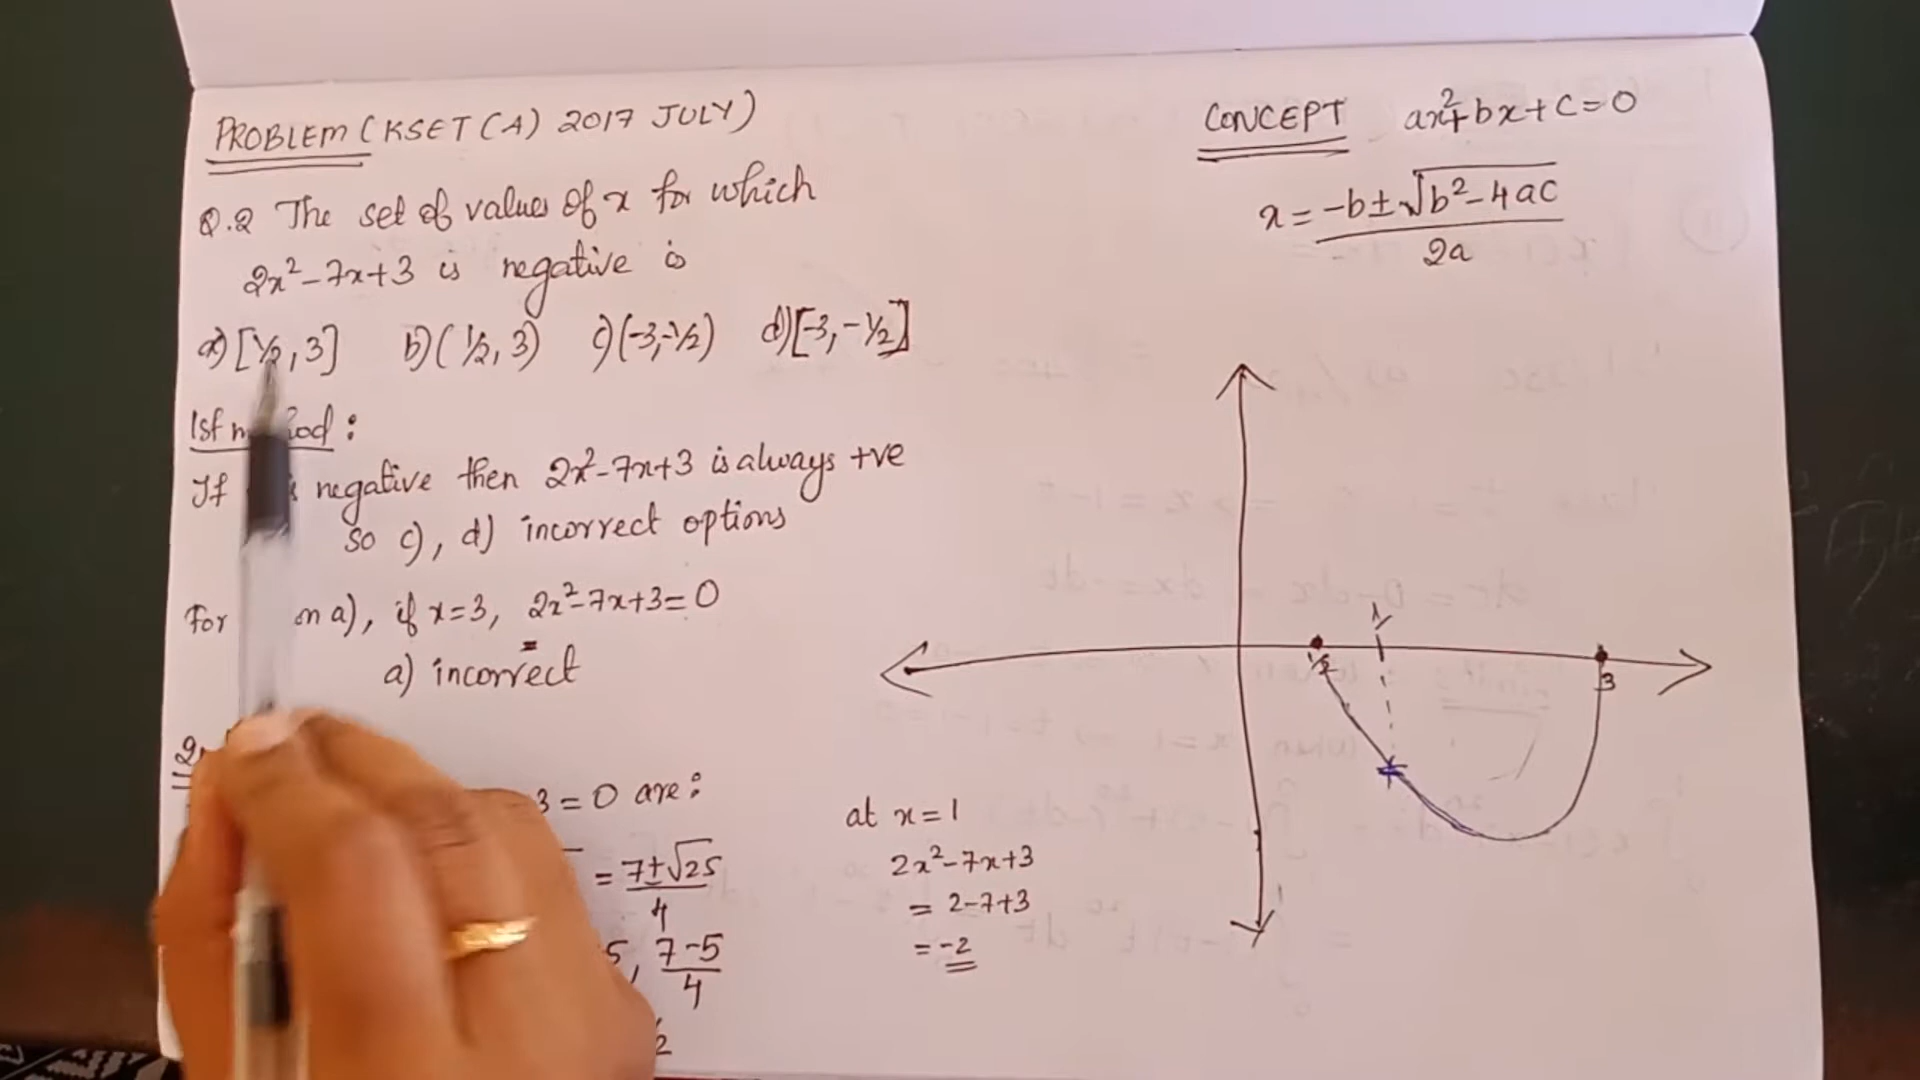 PROBLEM (KSET(A) 2017 JULY)
Q.2 The set of values of x for which
2x²-7x+3 is negative is
a) [1/2, 3] b) (1/2, 3) c) (-3, -1/2) d) [-3, -1/2]
1st
If negative then 2x²-7x+3 is always +ve
so c), d) incorrect options
For a), if x=3, 2x²-7x+3=0
a) incorrect
3 = 0 are:
= 7±√25
4
5, 7-5
4
at x=1
2x²-7x+3
= 2-7+3
= -2
CONCEPT ax²+bx+c=0
x = -b±√b²-4ac
2a
1
1/2
3